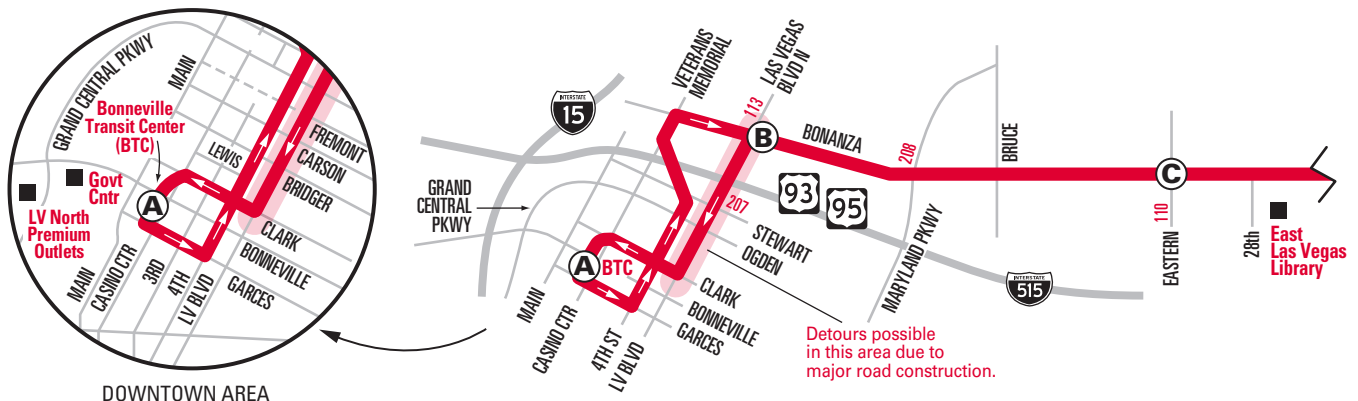 GRAND CENTRAL PKWY
MAIN
Bonneville
Transit Center
(BTC)
LEWIS
FREMONT
CARSON
BRIDGER
Govt
Cntr
A
LV North
Premium
Outlets
CLARK
BONNEVILLE
GARCES
MAIN
CASINO CTR
3RD
4TH
LV BLVD
DOWNTOWN AREA
INTERSTATE
15
VETERANS
MEMORIAL
LAS VEGAS
BLVD N
113
B
BONANZA
208
BRUCE
C
GRAND
CENTRAL
PKWY
93
95
207
STEWART
OGDEN
MARYLAND PKWY
110
EASTERN
28th
East
Las Vegas
Library
A
BTC
INTERSTATE
515
MAIN
CASINO CTR
4TH ST
LV BLVD
CLARK
BONNEVILLE
GARCES
Detours possible
in this area due to
major road construction.